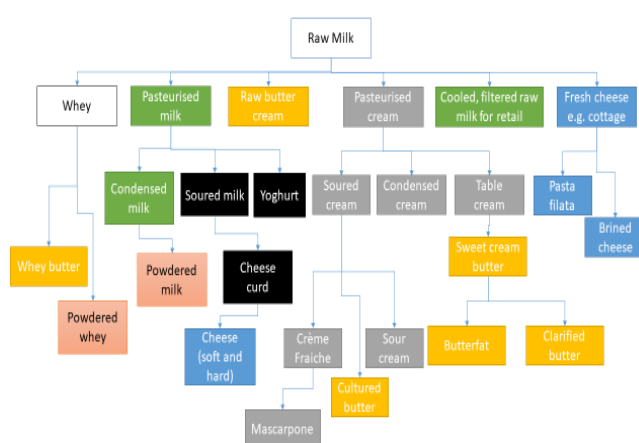 Raw Milk
Whey
Pasteurised
milk
Raw butter
cream
Pasteurised
cream
Cooled, filtered raw
milk for retail
Fresh cheese
e.g. cottage
Condensed
milk
Soured milk
Yoghurt
Soured
cream
Condensed
cream
Table
cream
Pasta
filata
Brined
cheese
Whey butter
Powdered
milk
Cheese
curd
Sweet cream
butter
Powdered
whey
Cheese
(soft and
hard)
Crème
Fraiche
Sour
cream
Butterfat
Clarified
butter
Cultured
butter
Mascarpone